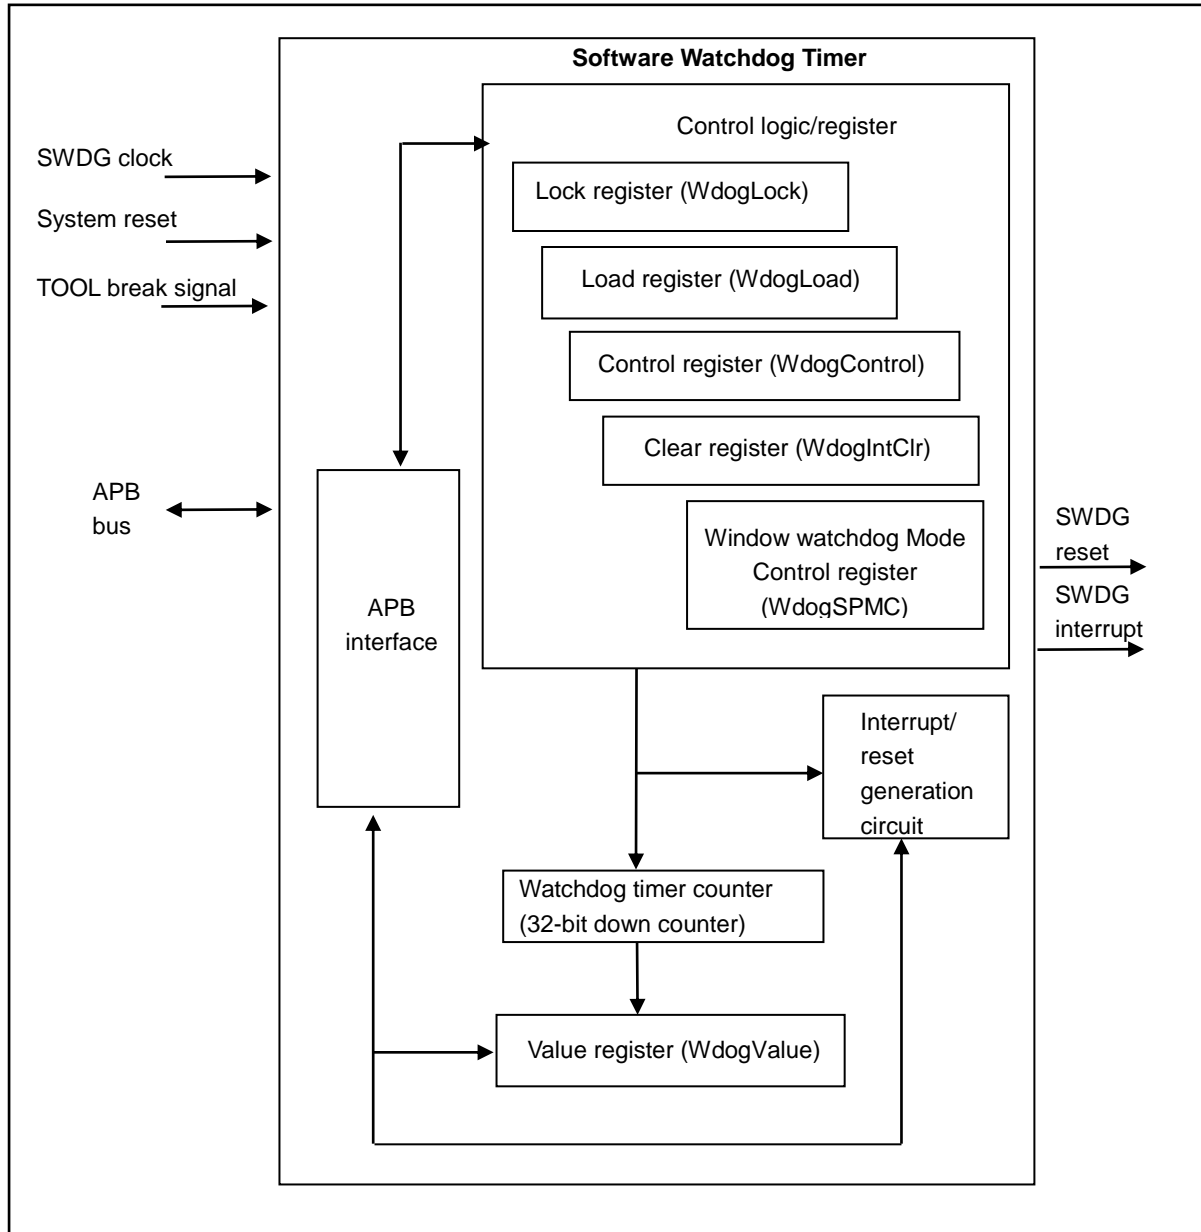 Software Watchdog Timer
Control logic/register
SWDG clock
System reset
TOOL break signal
Lock register (WdogLock)
Load register (WdogLoad)
Control register (WdogControl)
Clear register (WdogIntClr)
Window watchdog Mode
Control register
(WdogSPMC)
APB
bus
APB
interface
SWDG
reset
SWDG
interrupt
Interrupt/
reset
generation
circuit
Watchdog timer counter
(32-bit down counter)
Value register (WdogValue)